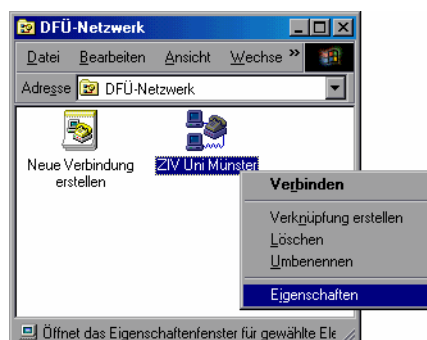 DFÜ-Netzwerk
Datei Bearbeiten Ansicht Wechse »
Adresse DFÜ-Netzwerk
Neue Verbindung
erstellen
ZIV Uni Münster
Verbinden
Verknüpfung erstellen
Löschen
Umbenennen
Eigenschaften
Öffnet das Eigenschaftenfenster für gewählte Ele